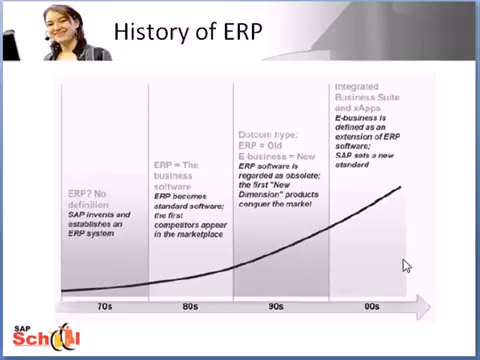 History of ERP
ERP? No
definition
SAP invents and
establishes an
ERP system
ERP = The
business
software
ERP becomes
standard software;
the first
competitors appear
in the marketplace
Dotcom hype:
ERP = Old
E-business = New
ERP software is
regarded as obsolete;
the first "New
Dimension" products
conquer the market
Integrated
Business Suite
and xApps
E-business is
defined as an
extension of ERP
software;
SAP sets a new
standard
70s
80s
90s
00s
SAP
School